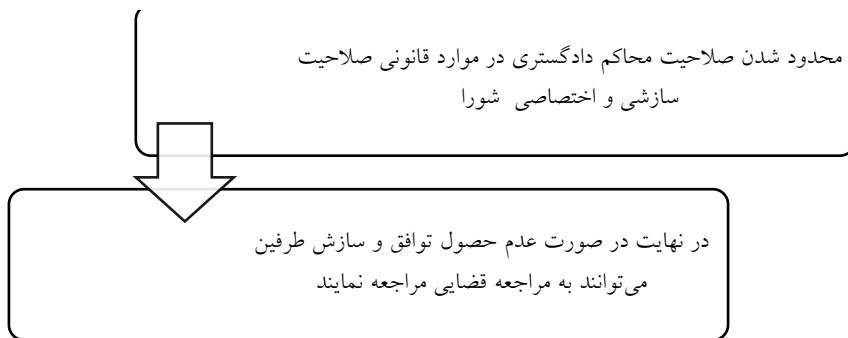 محدود شدن صلاحیت محاکم دادگستری در موارد قانونی صلاحیت
سازشی و اختصاصی شورا
در نهایت در صورت عدم حصول توافق و سازش طرفین
می‌توانند به مراجعه قضایی مراجعه نمایند